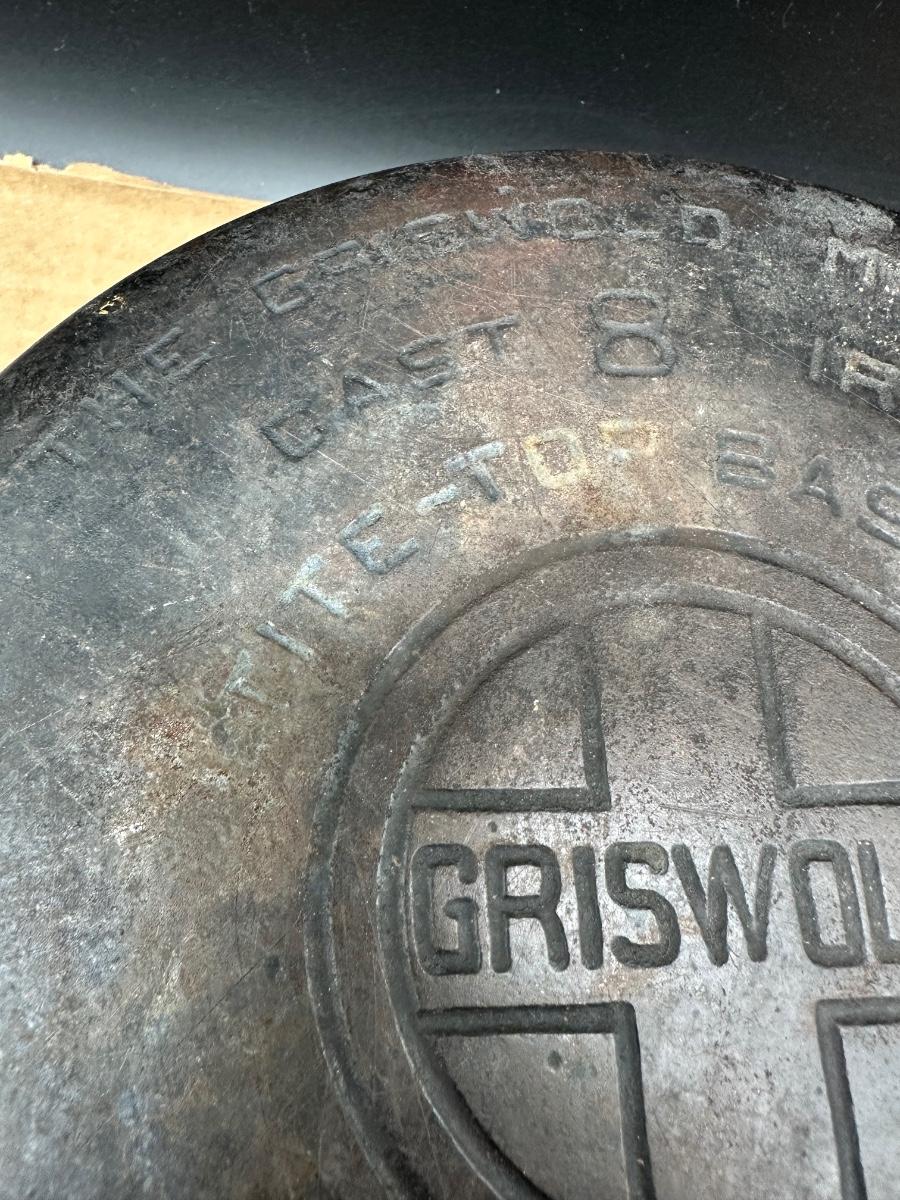 THE GRISWOLD M
CAST 8 IR
TITE-TOP BAS
GRISWOL